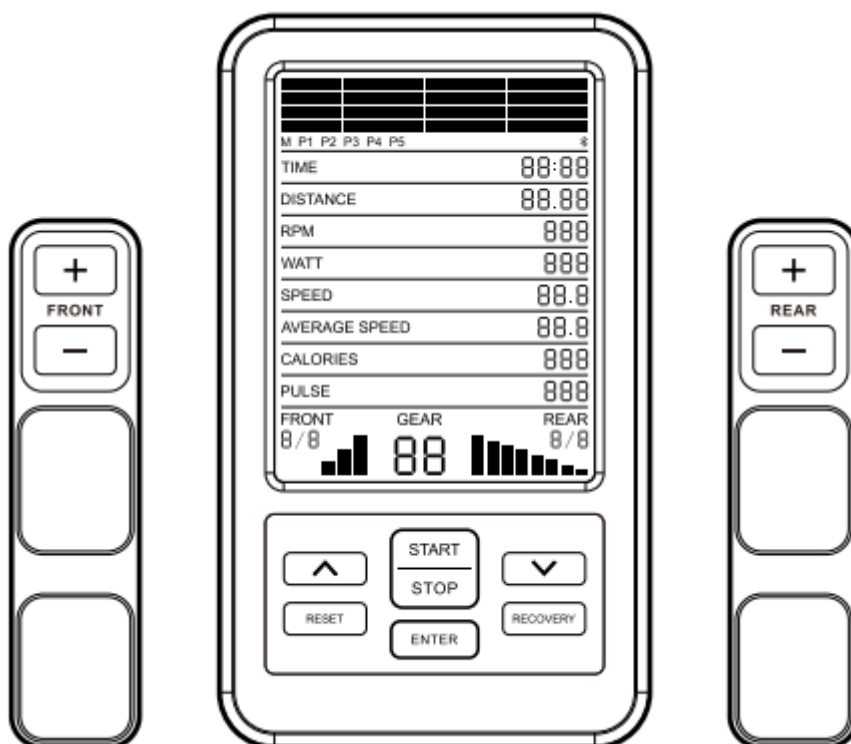 M P1 P2 P3 P4 P5
TIME 88:88
DISTANCE 88.88
RPM 888
WATT 888
SPEED 88.8
AVERAGE SPEED 88.8
CALORIES 888
PULSE 888
FRONT GEAR REAR
8/8 88 8/8
+
FRONT
−
+
REAR
−
START
STOP
RESET
RECOVERY
ENTER